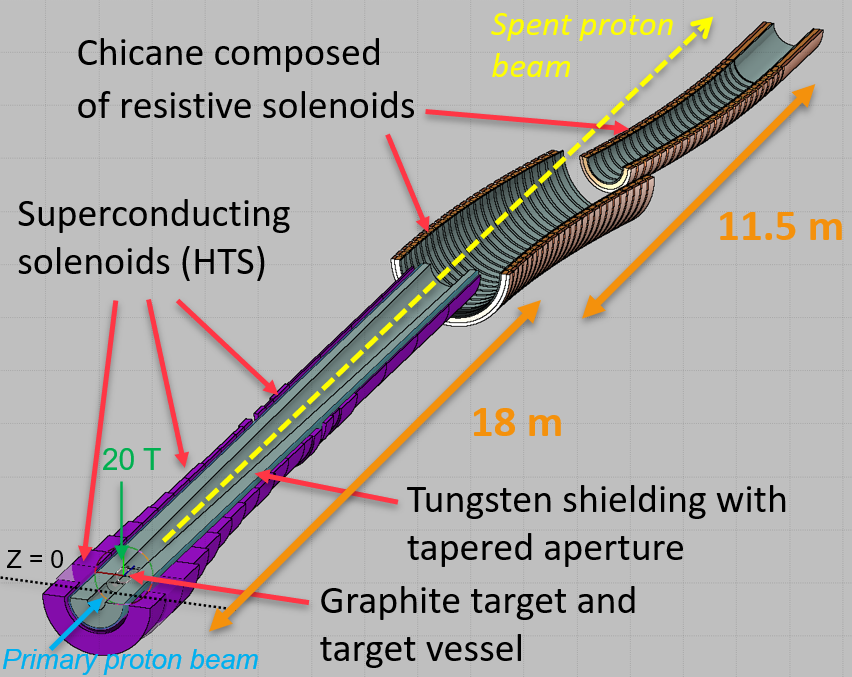 Spent proton
beam
Chicane composed
of resistive solenoids
11.5 m
Superconducting
solenoids (HTS)
18 m
20 T
Tungsten shielding with
tapered aperture
Z = 0
Graphite target and
target vessel
Primary proton beam